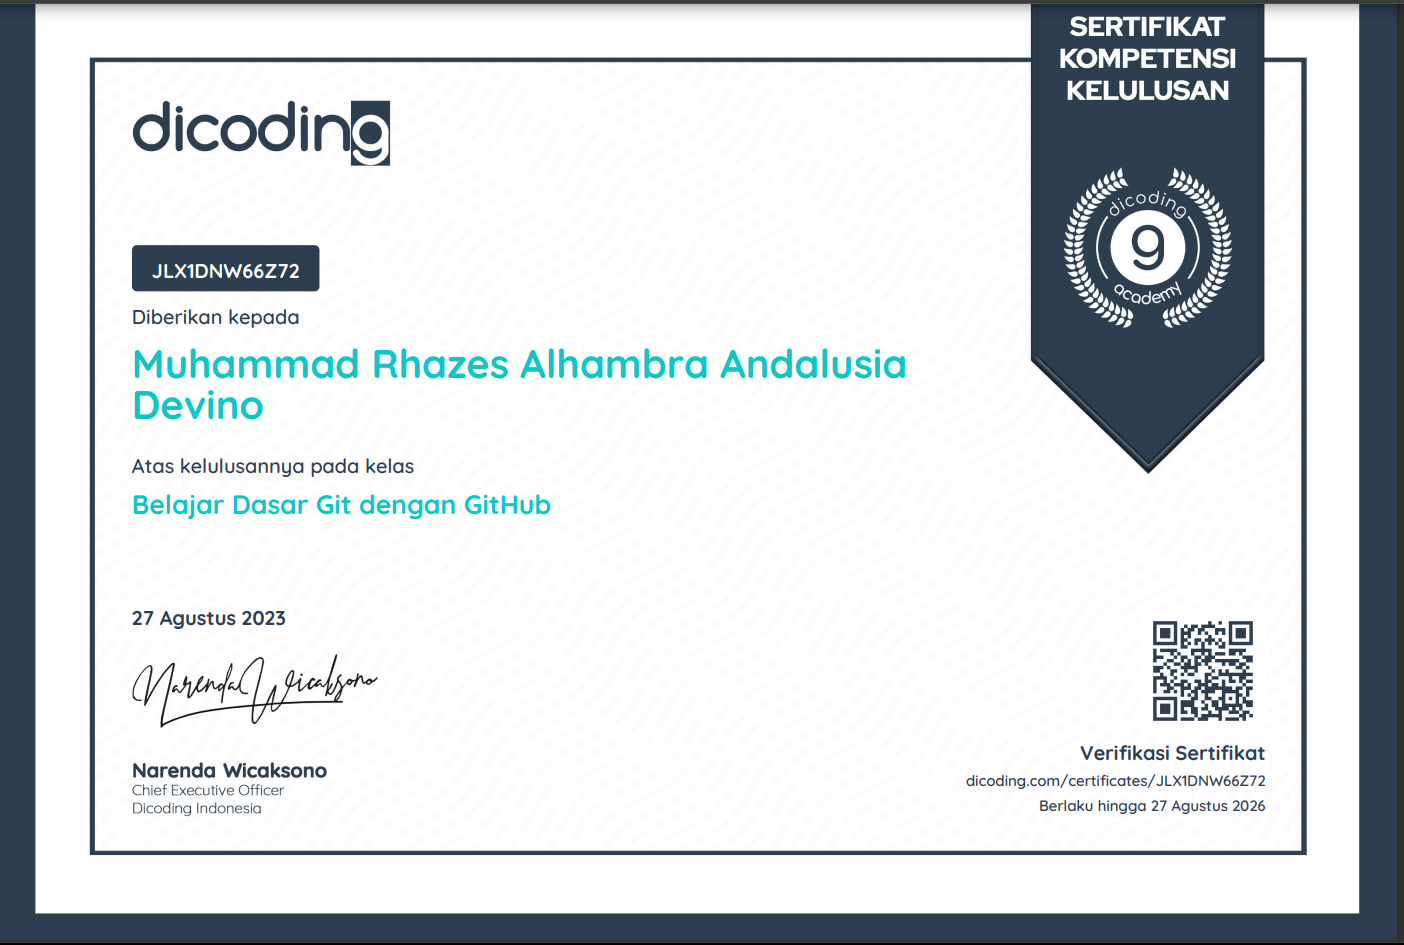 SERTIFIKAT
KOMPETENSI
KELULUSAN
dicoding
dicoding
g
academy
JLX1DNW66Z72
Diberikan kepada
Muhammad Rhazes Alhambra Andalusia
Devino
Atas kelulusannya pada kelas
Belajar Dasar Git dengan GitHub
27 Agustus 2023
Narenda Wicaksono
Narenda Wicaksono
Chief Executive Officer
Dicoding Indonesia
Verifikasi Sertifikat
dicoding.com/certificates/JLX1DNW66Z72
Berlaku hingga 27 Agustus 2026